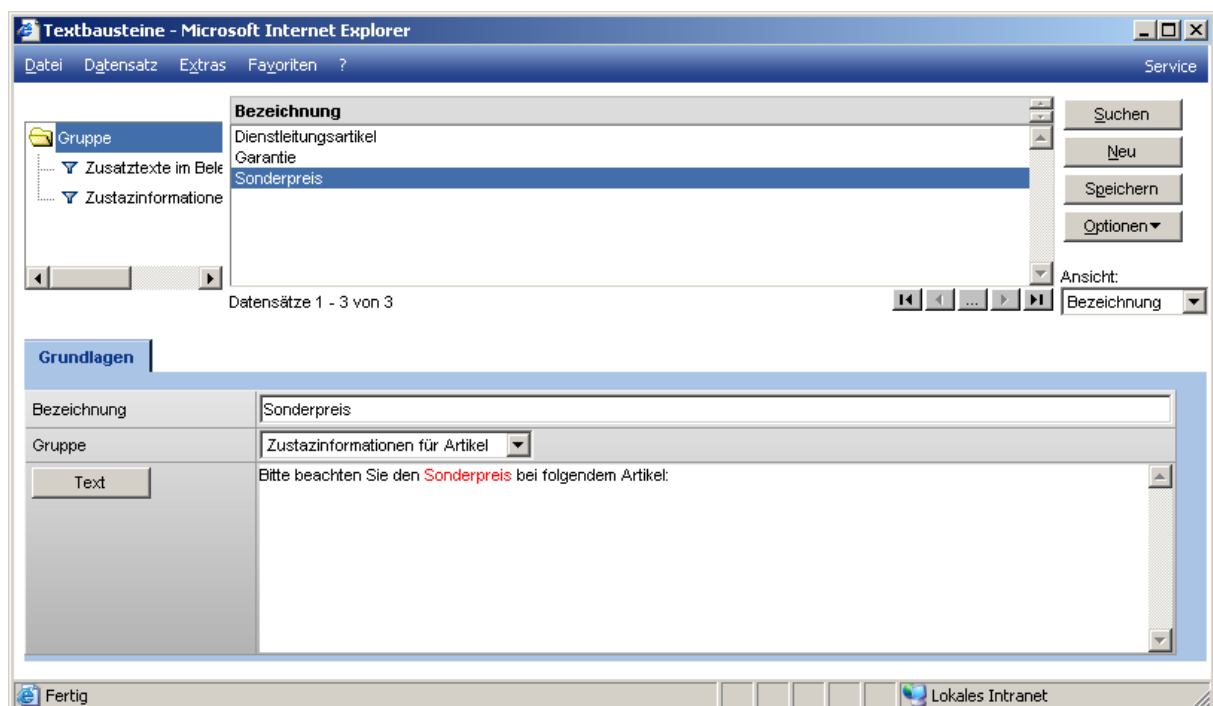 Textbausteine - Microsoft Internet Explorer
Datei Datensatz Extras Favoriten ? Service
Gruppe
Zusatztexte im Bele
Zustazinformatione
Bezeichnung
Dienstleitungsartikel
Garantie
Sonderpreis
Datensätze 1 - 3 von 3
...
Suchen
Neu
Speichern
Optionen
Ansicht:
Bezeichnung
Grundlagen
Bezeichnung Sonderpreis
Gruppe Zustazinformationen für Artikel
Text Bitte beachten Sie den Sonderpreis bei folgendem Artikel:
Fertig Lokales Intranet